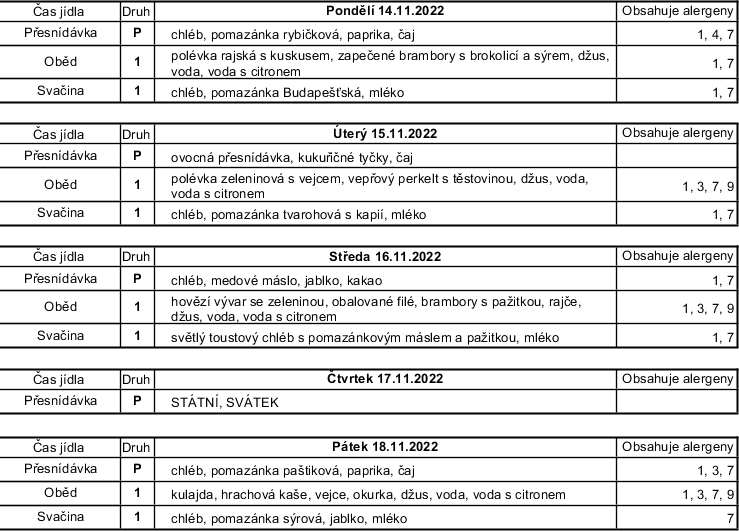 Čas jídla Druh Pondělí 14.11.2022 Obsahuje alergeny
Přesnídávka P chléb, pomazánka rybičková, paprika, čaj 1, 4, 7
Oběd 1 polévka rajská s kuskusem, zapečené brambory s brokolicí a sýrem, džus,
voda, voda s citronem 1, 7
Svačina 1 chléb, pomazánka Budapešťská, mléko 1, 7
Čas jídla Druh Úterý 15.11.2022 Obsahuje alergeny
Přesnídávka P ovocná přesnídávka, kukuřičné tyčky, čaj
Oběd 1 polévka zeleninová s vejcem, vepřový perkelt s těstovinou, džus, voda,
voda s citronem 1, 3, 7, 9
Svačina 1 chléb, pomazánka tvarohová s kapií, mléko 1, 7
Čas jídla Druh Středa 16.11.2022 Obsahuje alergeny
Přesnídávka P chléb, medové máslo, jablko, kakao 1, 7
Oběd 1 hovězí vývar se zeleninou, obalované filé, brambory s pažitkou, rajče,
džus, voda, voda s citronem 1, 3, 7, 9
Svačina 1 světlý toustový chléb s pomazánkovým máslem a pažitkou, mléko 1, 7
Čas jídla Druh Čtvrtek 17.11.2022 Obsahuje alergeny
Přesnídávka P STÁTNÍ, SVÁTEK
Čas jídla Druh Pátek 18.11.2022 Obsahuje alergeny
Přesnídávka P chléb, pomazánka paštiková, paprika, čaj 1, 3, 7
Oběd 1 kulajda, hrachová kaše, vejce, okurka, džus, voda, voda s citronem 1, 3, 7, 9
Svačina 1 chléb, pomazánka sýrová, jablko, mléko 7